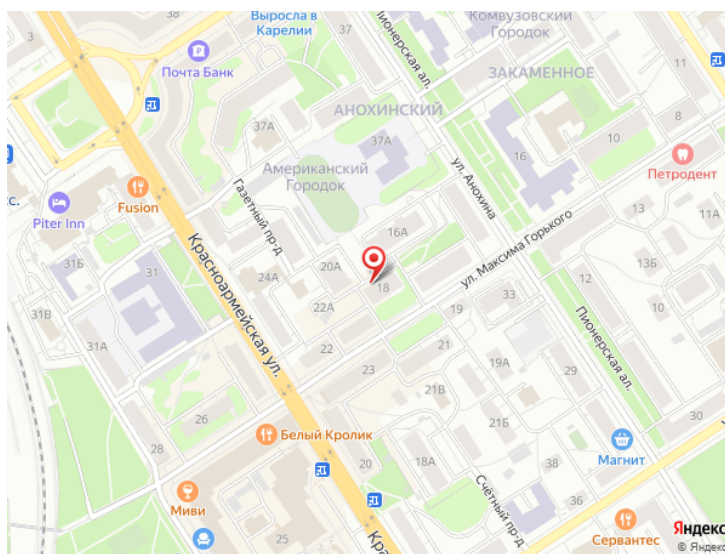 38
Выросла в
Карелии
Комвузовский
Городок
3
Почта Банк
Пионерская ал.
11
ЗАКАМЕННОЕ
8
37А
АНОХИНСКИЙ
37А
16
10
Петродент
Американский
Городок
ул. Анохина
с.
Piter Inn
Fusion
Газетный пр-д
ул. Максима Горького
11А
16А
31Б
31
Красноармейская ул.
24А
20А
18
12
13Б
31В
22А
19
33
31А
22
21
Пионерская ал.
23
19А
29
21В
26
21Б
30
28
Белый Кролик
Магнит
20
18А
Счётный пр-д
36
Миви
25
Сервантес
Яндекс
© Яндекс